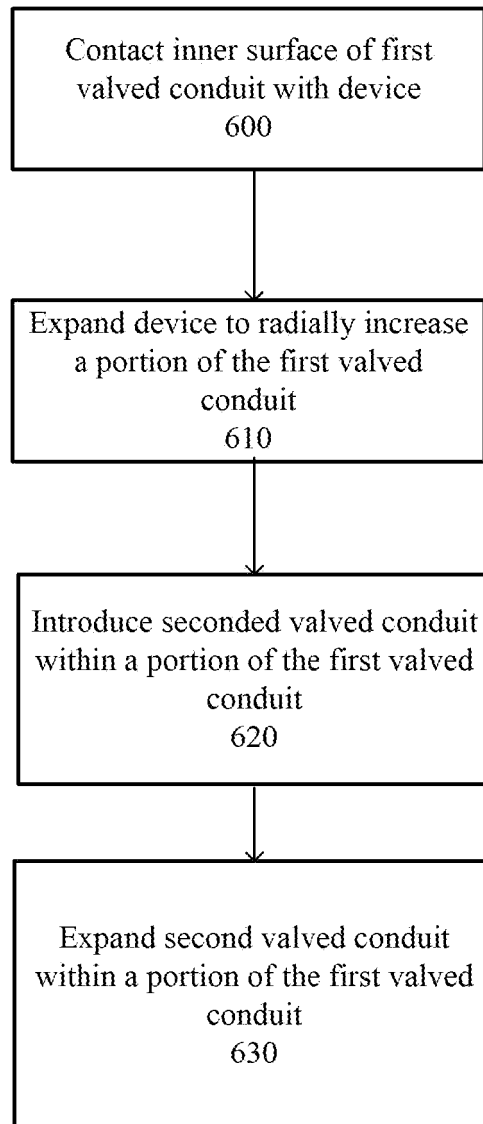 Contact inner surface of first
valved conduit with device
600
Expand device to radially increase
a portion of the first valved
conduit
610
Introduce seconded valved conduit
within a portion of the first valved
conduit
620
Expand second valved conduit
within a portion of the first valved
conduit
630